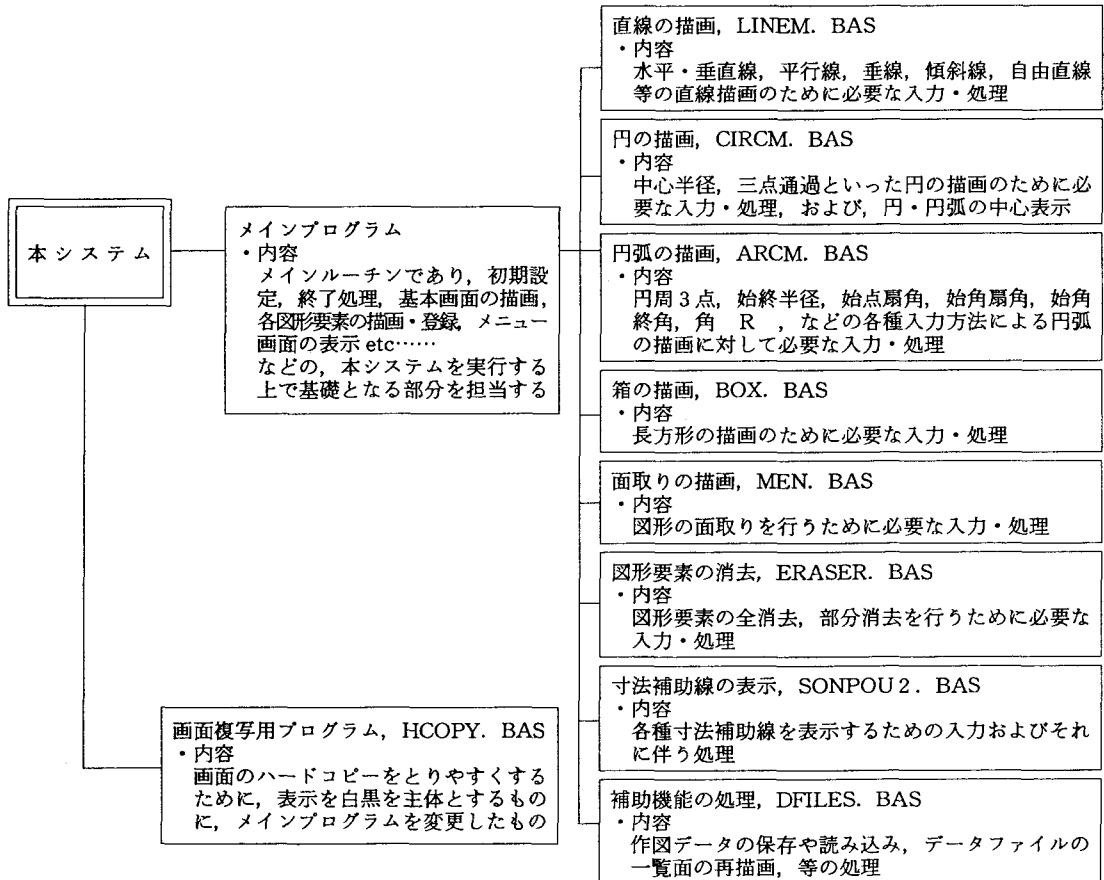 本システム
メインプログラム
・内容
メインルーチンであり，初期設
定，終了処理，基本画面の描画，
各図形要素の描画・登録，メニュー
画面の表示 etc……
などの，本システムを実行する
上で基礎となる部分を担当する
画面複写用プログラム，HCOPY. BAS
・内容
画面のハードコピーをとりやすくする
ために，表示を白黒を主体とするもの
に，メインプログラムを変更したもの
直線の描画，LINEM. BAS
・内容
水平・垂直線，平行線，垂線，傾斜線，自由直線
等の直線描画のために必要な入力・処理
円の描画，CIRCM. BAS
・内容
中心半径，三点通過といった円の描画のために必
要な入力・処理，および，円・円弧の中心表示
円弧の描画，ARCM. BAS
・内容
円周3点，始終半径，始点扇角，始角扇角，始角
終角，角 R ，などの各種入力方法による円弧
の描画に対して必要な入力・処理
箱の描画，BOX. BAS
・内容
長方形の描画のために必要な入力・処理
面取りの描画，MEN. BAS
・内容
図形の面取りを行うために必要な入力・処理
図形要素の消去，ERASER. BAS
・内容
図形要素の全消去，部分消去を行うために必要な
入力・処理
寸法補助線の表示，SONPOU2. BAS
・内容
各種寸法補助線を表示するための入力およびそれ
に伴う処理
補助機能の処理，DFILES. BAS
・内容
作図データの保存や読み込み，データファイルの
一覧面の再描画，等の処理